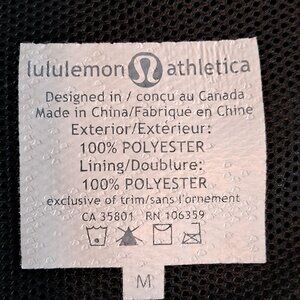 lululemon athletica
Designed in / conçu au Canada
Made in China/Fabrique en Chine
Exterior/Extérieur:
100% POLYESTER
Lining/Doublure:
100% POLYESTER
exclusive of trim/sans l'ornement
CA 35801 RN 106359
M